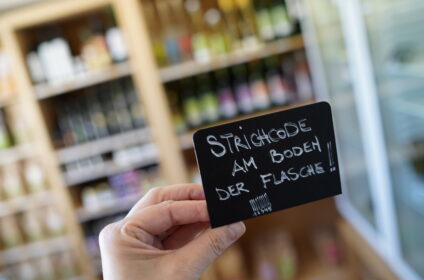 STRICHCODE
AM BODEN
DER FLASCHE!!